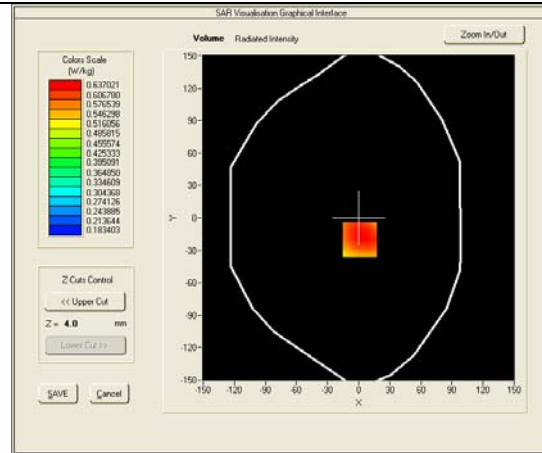 SAR Visualisation Graphical Interface
Volume Radiated Intensity
Zoom In/Out
Colors Scale
(W/kg)
0.637021
0.606780
0.576539
0.546298
0.516056
0.485815
0.455574
0.425333
0.395091
0.364850
0.334609
0.304368
0.274126
0.243885
0.213644
0.183403
Z Cuts Control
<< Upper Cut
Z = 4.0 mm
Lower Cut >>
SAVE Cancel
150
120
90
60
30
0
-30
-60
-90
-120
-150
Y
-150 -120 -90 -60 -30 0 30 60 90 120 150
X